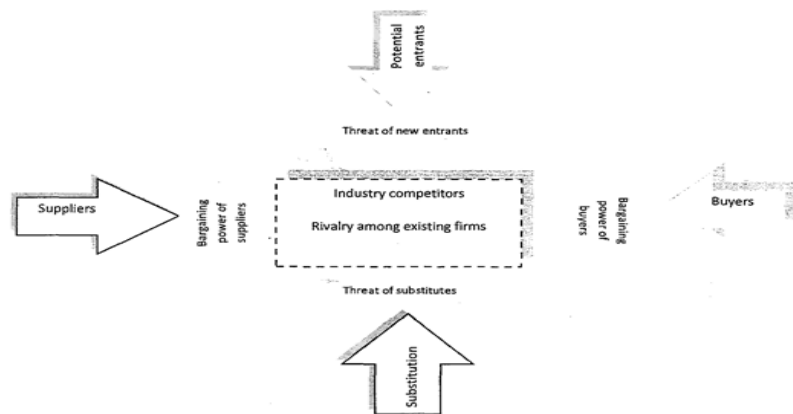 Potential
entrants
Threat of new entrants
Suppliers
Bargaining
power of
suppliers
Industry competitors
Rivalry among existing firms
Bargaining
power of
buyers
Buyers
Threat of substitutes
Substitution